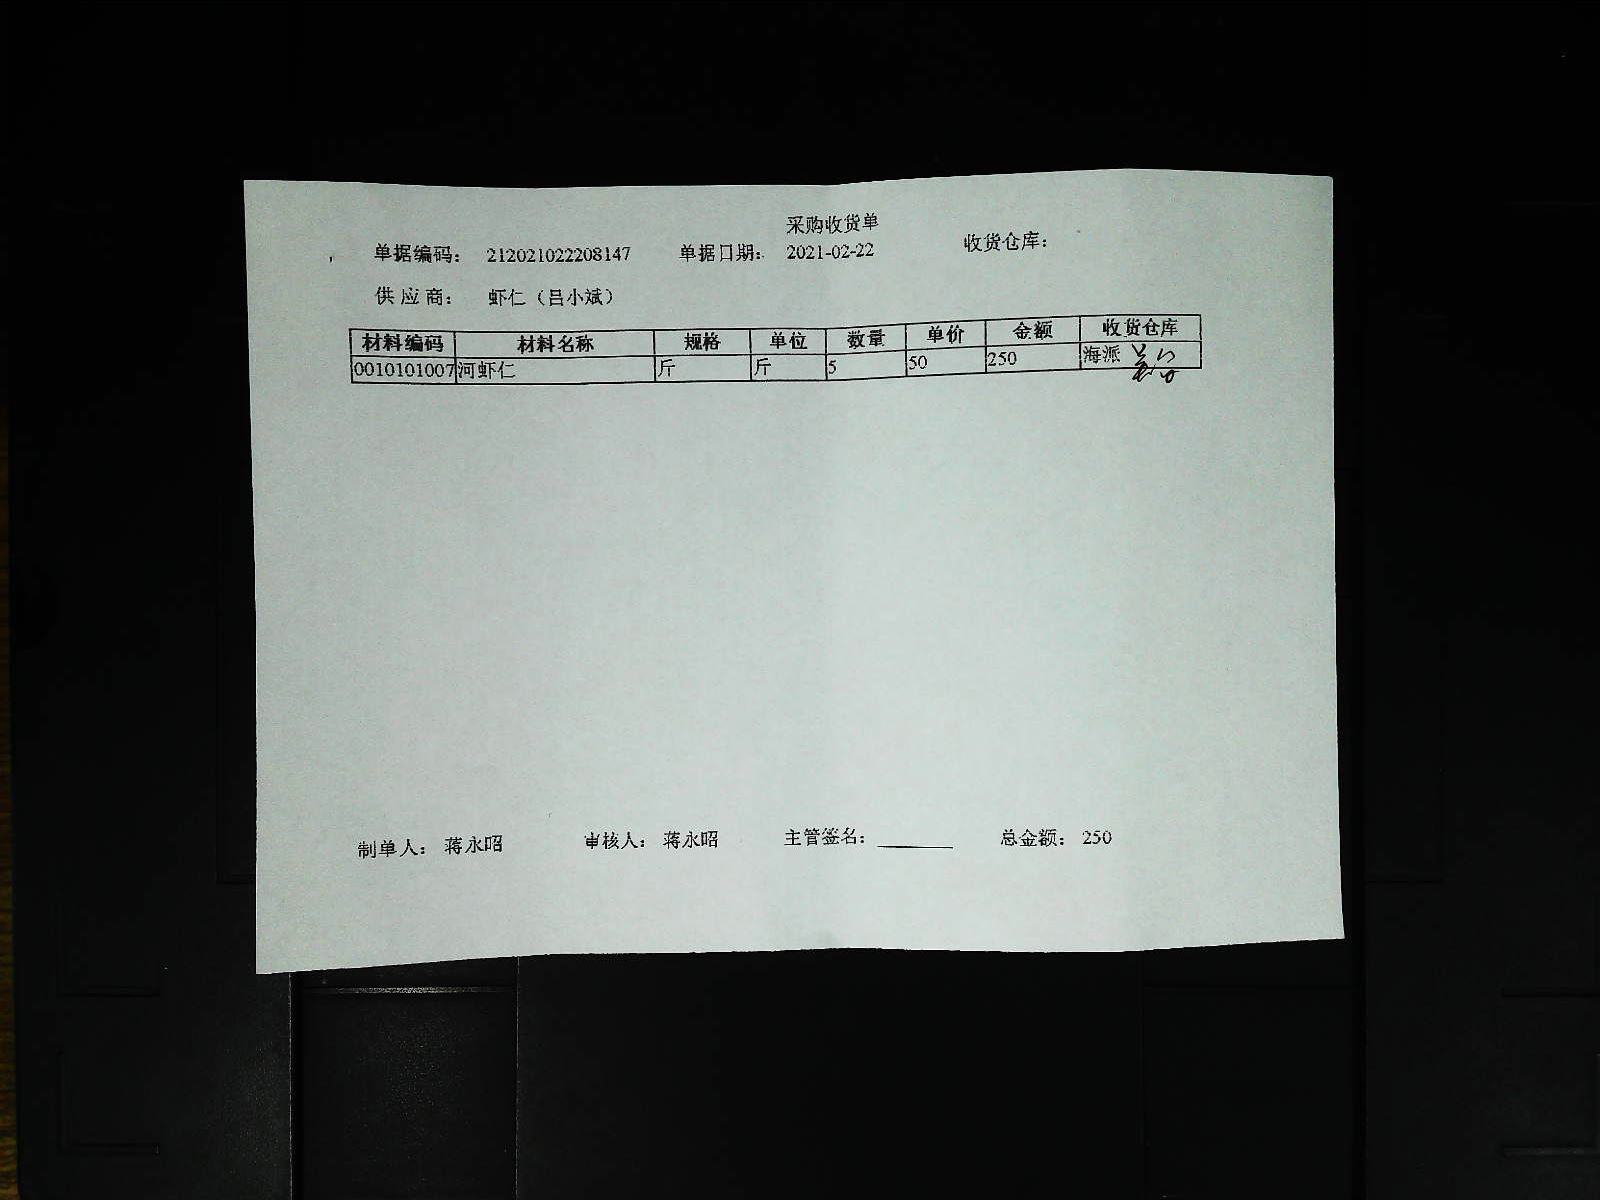 采购收货单
单据编码： 212021022208147 单据日期： 2021-02-22 收货仓库：
供应商： 虾仁（吕小斌）
材料编码 材料名称 规格 单位 数量 单价 金额 收货仓库
0010101007 河虾仁 斤 斤 5 50 250 海派
制单人： 蒋永昭 审核人： 蒋永昭 主管签名： 总金额： 250